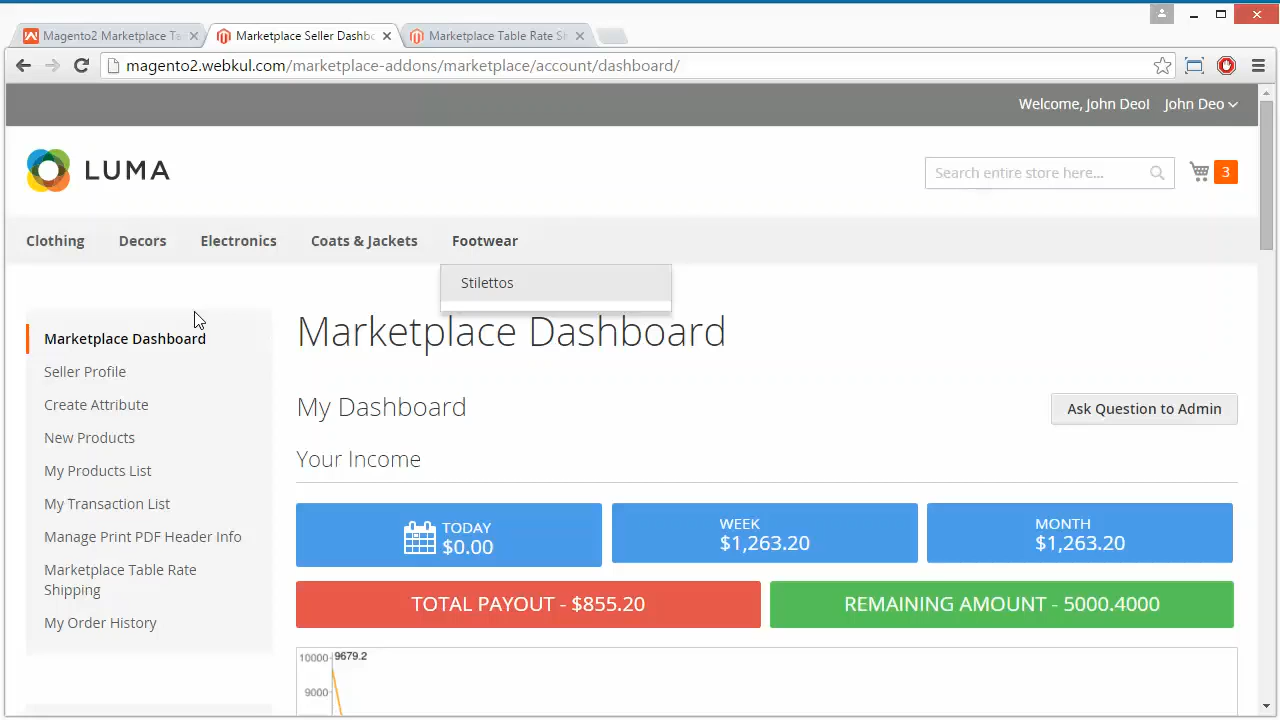 Magento2 Marketplace Ta
Marketplace Seller Dashb
Marketplace Table Rate Sh
magento2.webkul.com/marketplace-addons/marketplace/account/dashboard/
Welcome, John Deo! John Deo
LUMA
Search entire store here...
3
Clothing Decors Electronics Coats & Jackets Footwear
Stilettos
Marketplace Dashboard
Seller Profile
Create Attribute
New Products
My Products List
My Transaction List
Manage Print PDF Header Info
Marketplace Table Rate
Shipping
My Order History
Marketplace Dashboard
My Dashboard
Ask Question to Admin
Your Income
TODAY
$0.00
WEEK
$1,263.20
MONTH
$1,263.20
TOTAL PAYOUT - $855.20
REMAINING AMOUNT - 5000.4000
10000 9679.2
9000